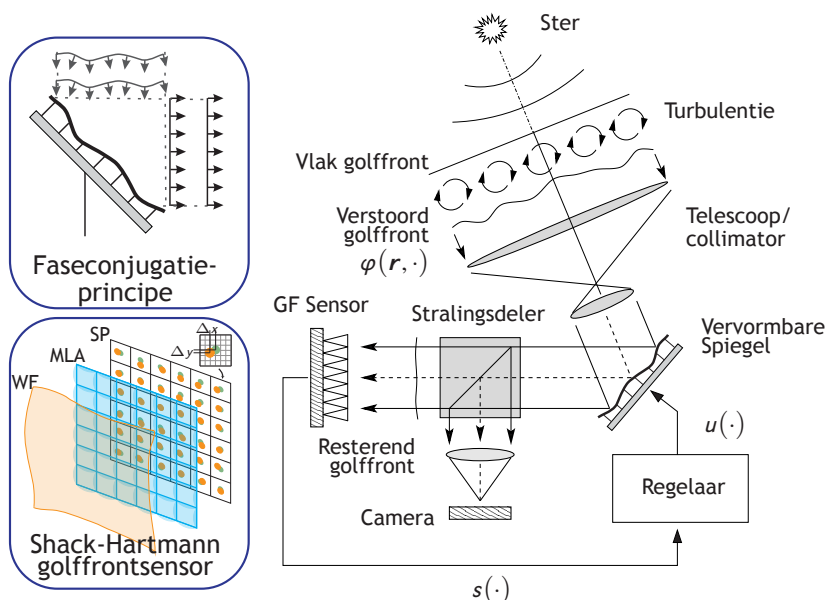 Faseconjugatie-
principe
SP
MLA
WF
Δx
Δy
Shack-Hartmann
golffrontsensor
Ster
Turbulentie
Vlak golffront
Verstoord
golffront
φ(r, ·)
Telescoop/
collimator
GF Sensor
Stralingsdeler
Vervormbare
Spiegel
Resterend
golffront
u(·)
Regelaar
Camera
s(·)